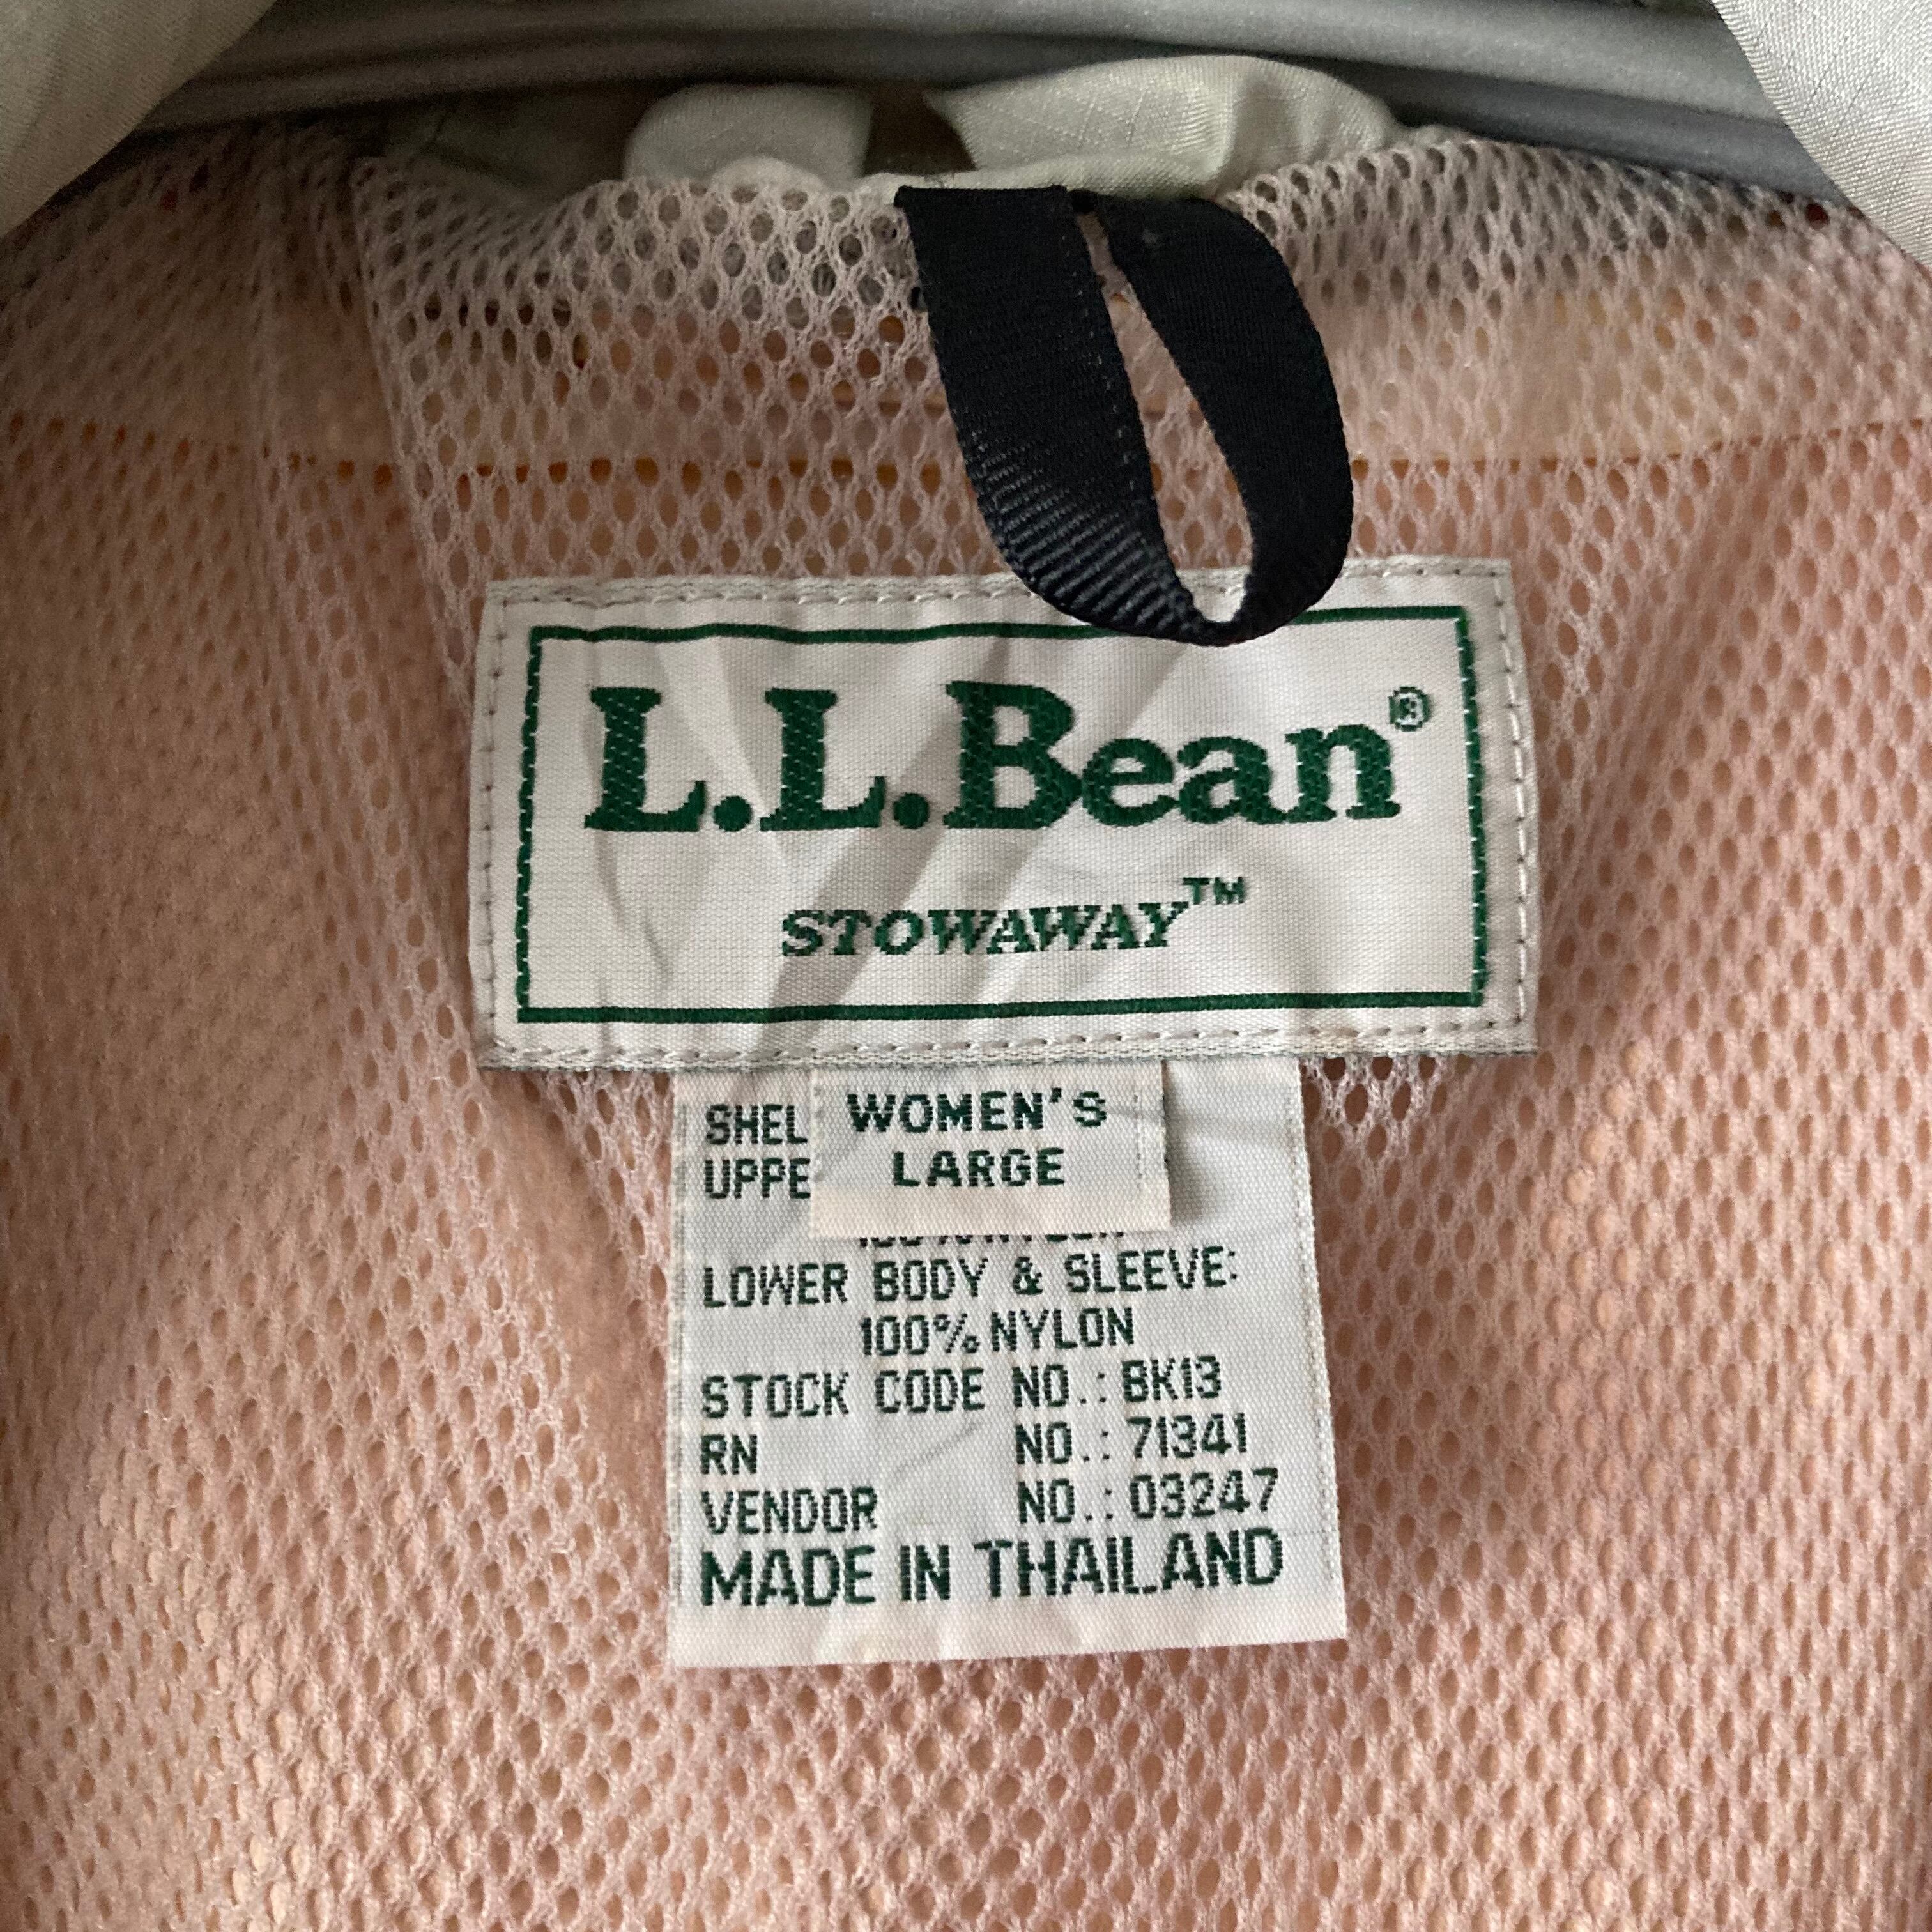 L.L.Bean®
STOWAWAY™
WOMEN'S
LARGE
SHEL
UPPE
LOWER BODY & SLEEVE:
100% NYLON
STOCK CODE NO.: BK13
RN NO.: 71341
VENDOR NO.: 03247
MADE IN THAILAND